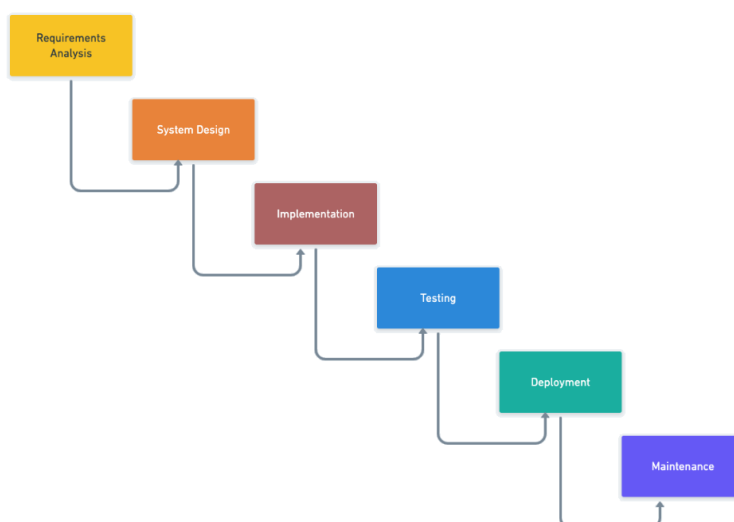 Requirements
Analysis
System Design
Implementation
Testing
Deployment
Maintenance